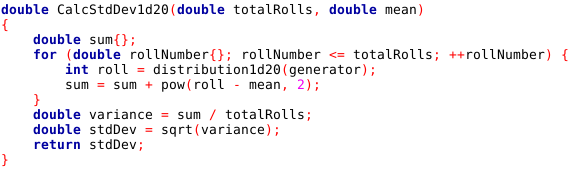 double CalcStdDev1d20(double totalRolls, double mean)
{
    double sum{};
    for (double rollNumber{}; rollNumber <= totalRolls; ++rollNumber) {
        int roll = distribution1d20(generator);
        sum = sum + pow(roll - mean, 2);
    }
    double variance = sum / totalRolls;
    double stdDev = sqrt(variance);
    return stdDev;
}